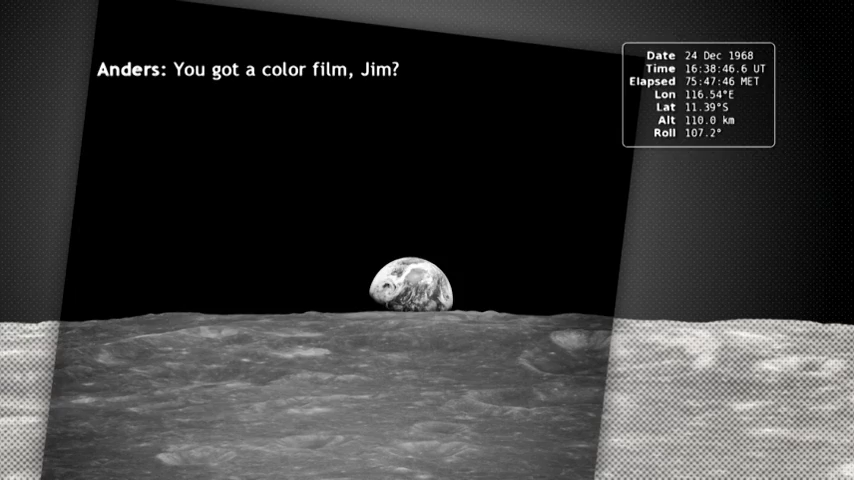 Anders: You got a color film, Jim?
Date 24 Dec 1968
Time 16:38:46.6 UT
Elapsed 75:47:46 MET
Lon 116.54°E
Lat 11.39°S
Alt 110.0 km
Roll 107.2°